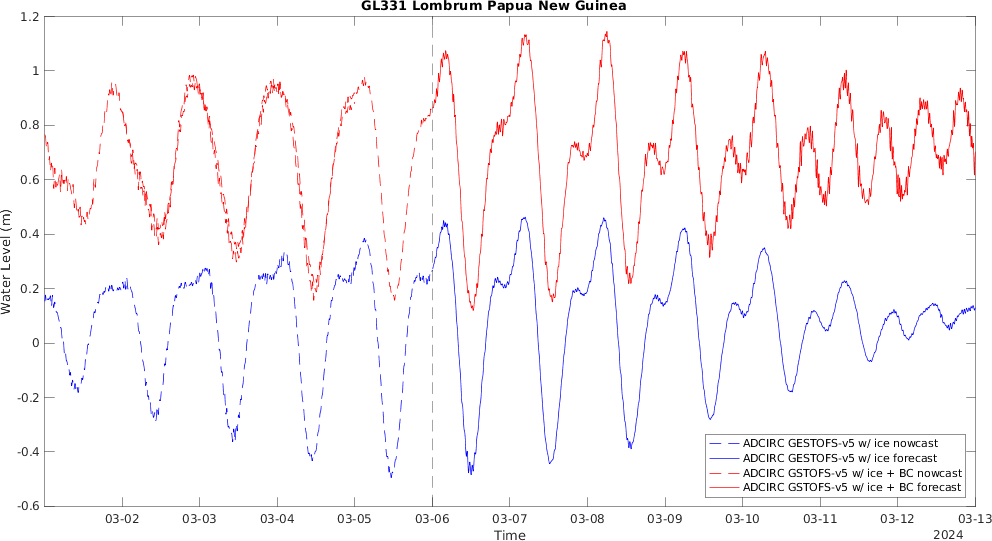 GL331 Lombrum Papua New Guinea
1.2
1
0.8
0.6
0.4
0.2
0
-0.2
-0.4
-0.6
Water Level (m)
ADCIRC GESTOFS-v5 w/ ice nowcast
ADCIRC GESTOFS-v5 w/ ice forecast
ADCIRC GSTOFS-v5 w/ ice + BC nowcast
ADCIRC GSTOFS-v5 w/ ice + BC forecast
03-02 03-03 03-04 03-05 03-06 03-07 03-08 03-09 03-10 03-11 03-12 03-13
Time
2024